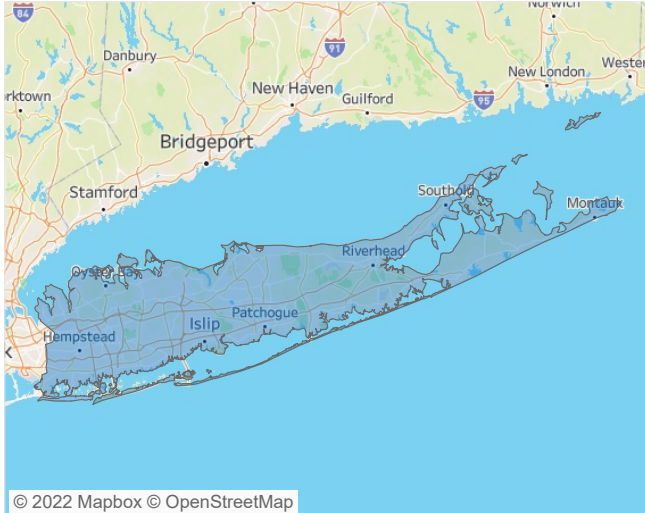 84
Norwich
Danbury
91
Wester
New London
rktown
New Haven
Guilford
95
Bridgeport
Stamford
Southold
Montauk
Riverhead
Oyster Bay
Patchogue
Islip
Hempstead
K
© 2022 Mapbox © OpenStreetMap